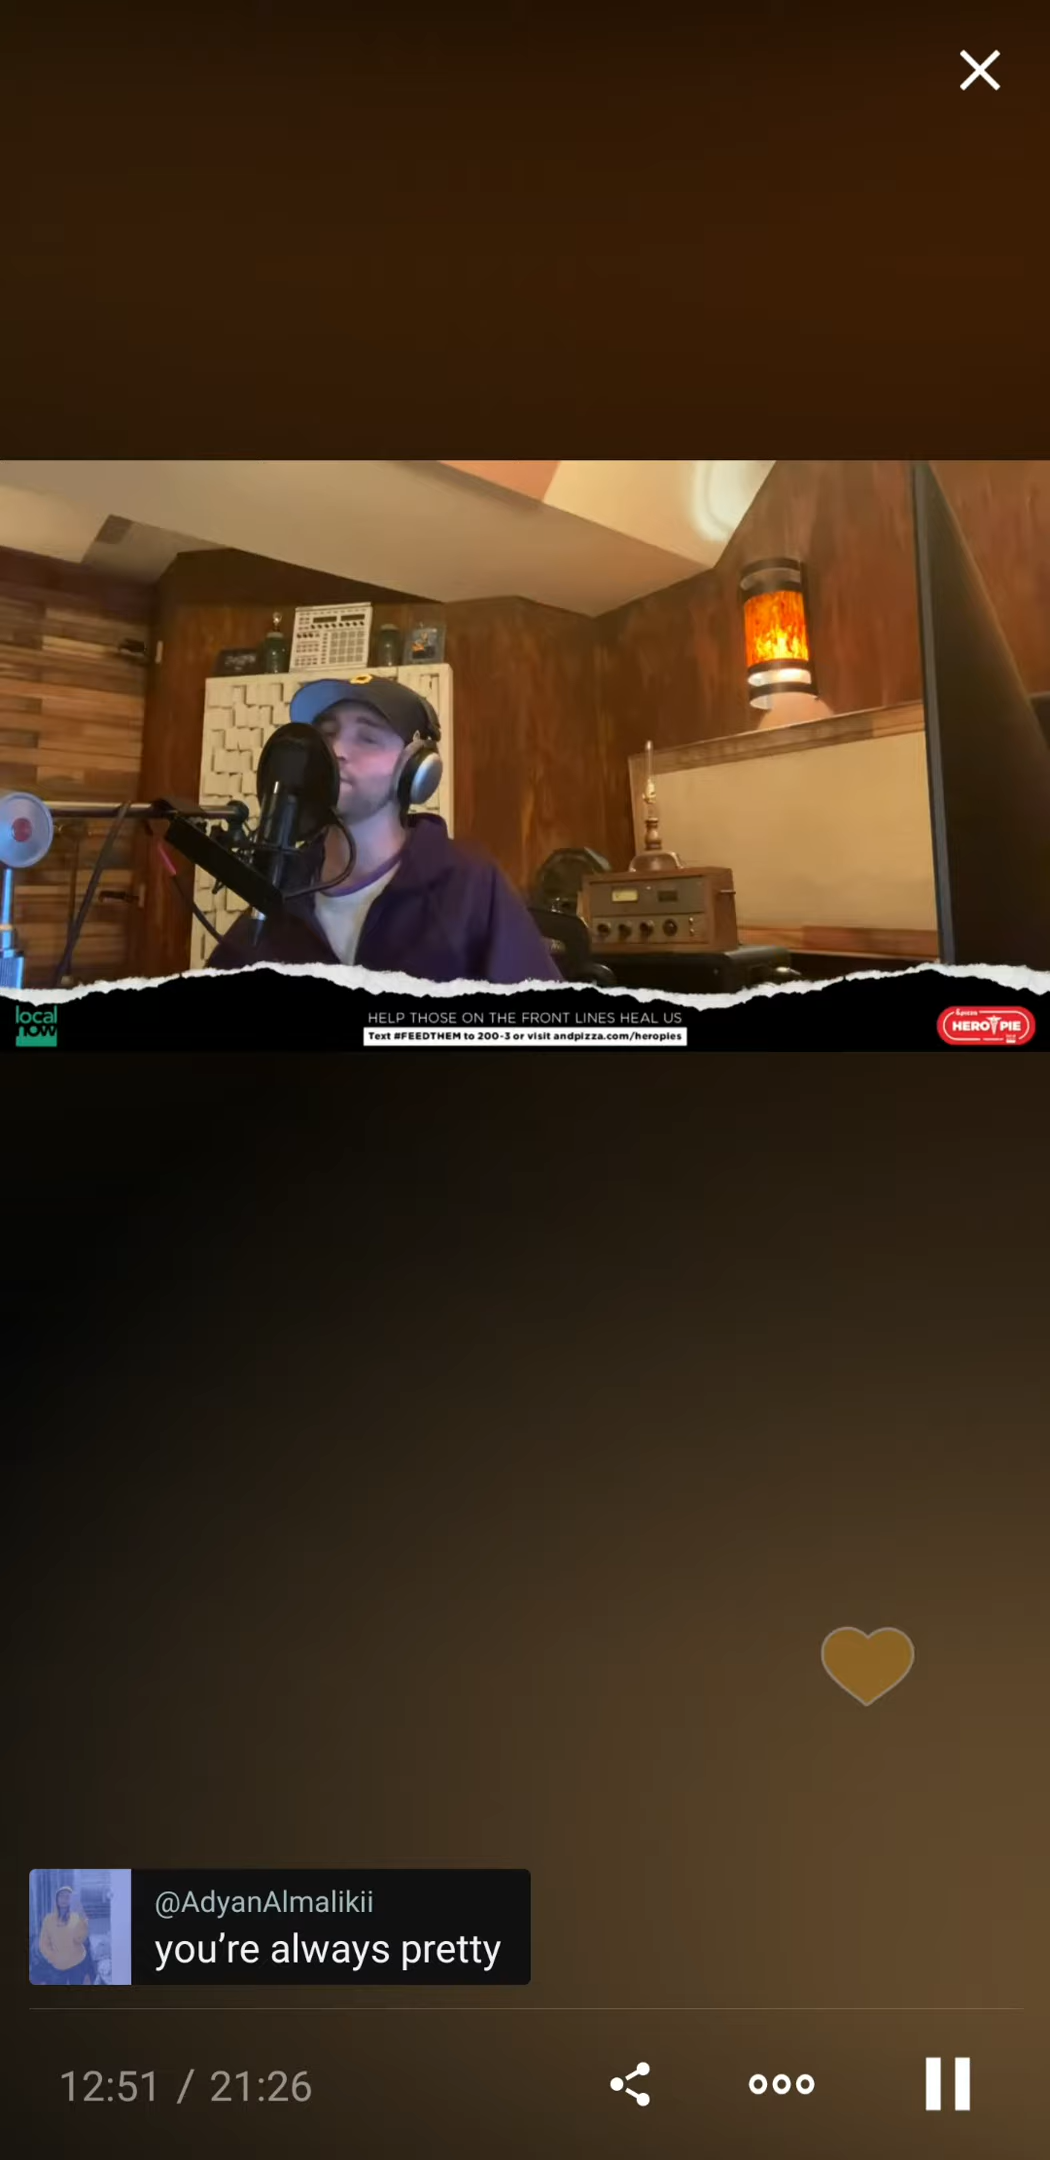 local
now
HELP THOSE ON THE FRONT LINES HEAL US
Text #FEEDTHEM to 200-3 or visit andpizza.com/heropies
&pizza
HERO PIE
@AdyanAlmalikii
you’re always pretty
12:51 / 21:26